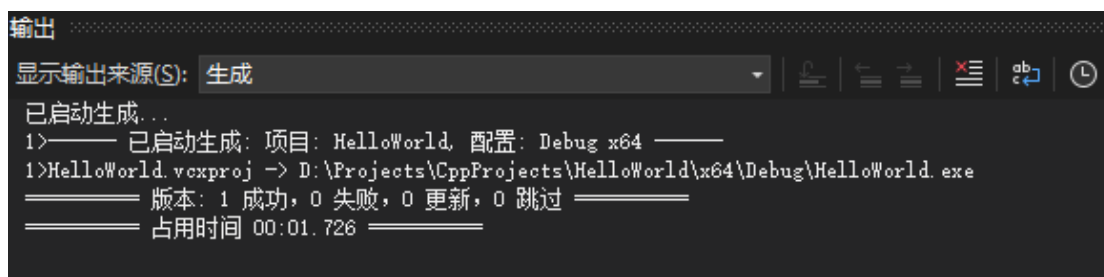 输出
显示输出来源(S): 生成
已启动生成...
1>—— 已启动生成: 项目: HelloWorld, 配置: Debug x64 ——
1>HelloWorld.vcxproj -> D:\Projects\CppProjects\HelloWorld\x64\Debug\HelloWorld.exe
════ 版本: 1 成功，0 失败，0 更新，0 跳过 ════
════ 占用时间 00:01.726 ════